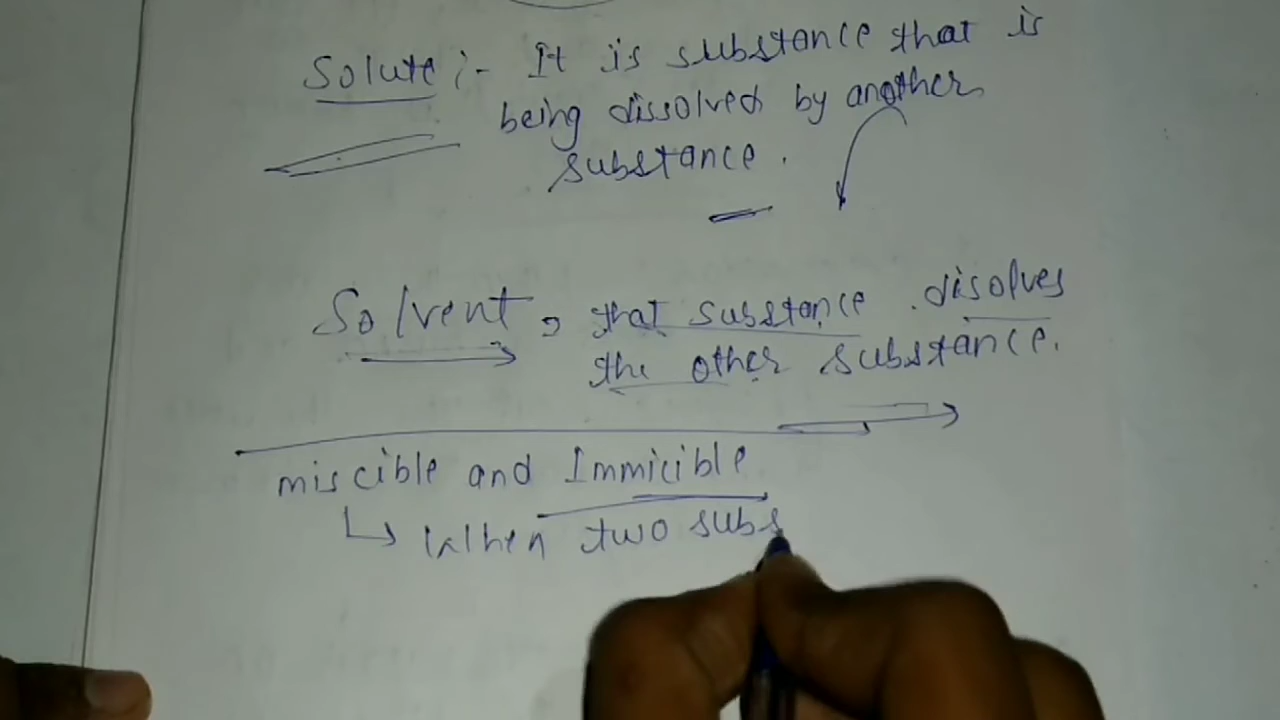 Solute :- It is substance that is
being dissolved by another
substance.
Solvent, that substance disolves
the other substance.
miscible and Immicible
When two subs